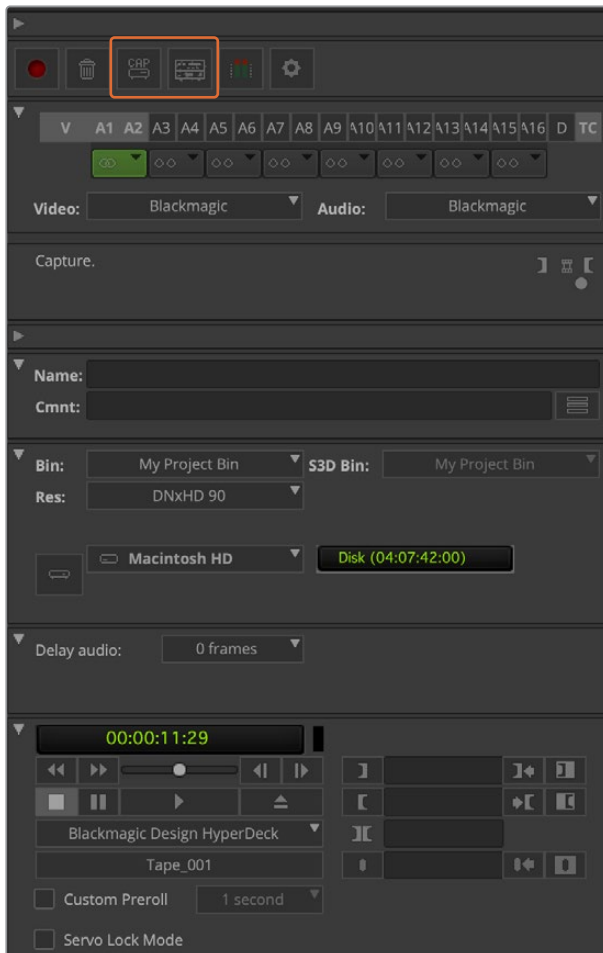 CAP
V A1 A2 A3 A4 A5 A6 A7 A8 A9 A10 A11 A12 A13 A14 A15 A16 D TC
Video: Blackmagic Audio: Blackmagic
Capture.
Name:
Cmnt:
Bin: My Project Bin S3D Bin: My Project Bin
Res: DNxHD 90
Macintosh HD Disk (04:07:42:00)
Delay audio: 0 frames
00:00:11:29
Blackmagic Design HyperDeck
Tape_001
Custom Preroll 1 second
Servo Lock Mode